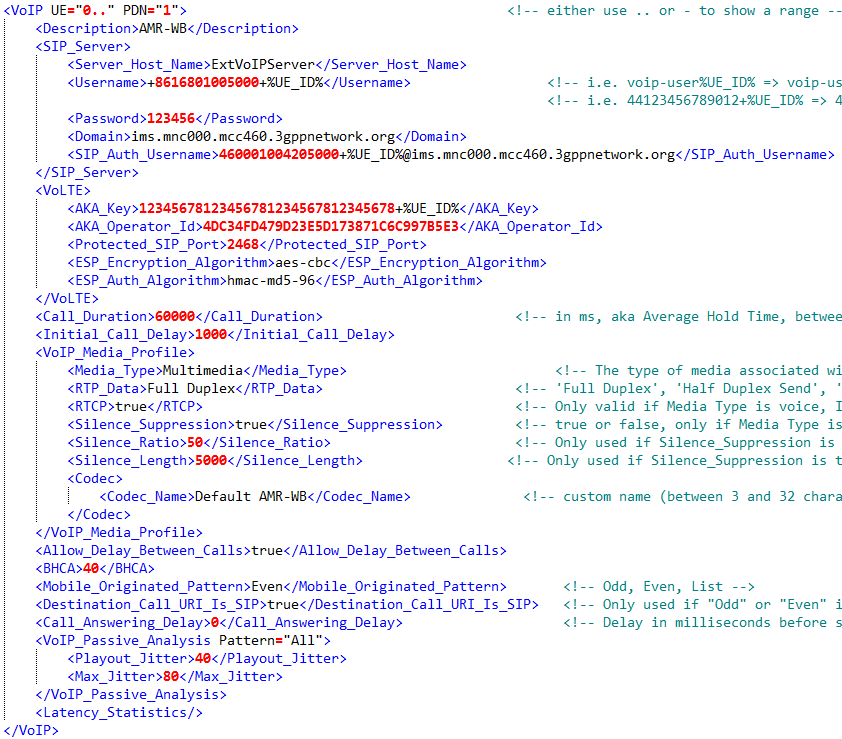 <VoIP UE="0.." PDN="1"> <!-- either use .. or - to show a range --
<Description>AMR-WB</Description>
<SIP_Server>
<Server_Host_Name>ExtVoIPServer</Server_Host_Name>
<Username>+8616801005000+%UE_ID%</Username> <!-- i.e. voip-user%UE_ID% => voip-us
<!-- i.e. 44123456789012+%UE_ID% => 4
<Password>123456</Password>
<Domain>ims.mnc000.mcc460.3gppnetwork.org</Domain>
<SIP_Auth_Username>460001004205000+%UE_ID%@ims.mnc000.mcc460.3gppnetwork.org</SIP_Auth_Username>
</SIP_Server>
<VoLTE>
<AKA_Key>12345678123456781234567812345678+%UE_ID%</AKA_Key>
<AKA_Operator_Id>4DC34FD479D23E5D173871C6C997B5E3</AKA_Operator_Id>
<Protected_SIP_Port>2468</Protected_SIP_Port>
<ESP_Encryption_Algorithm>aes-cbc</ESP_Encryption_Algorithm>
<ESP_Auth_Algorithm>hmac-md5-96</ESP_Auth_Algorithm>
</VoLTE>
<Call_Duration>60000</Call_Duration> <!-- in ms, aka Average Hold Time, betwee
<Initial_Call_Delay>1000</Initial_Call_Delay>
<VoIP_Media_Profile>
<Media_Type>Multimedia</Media_Type> <!-- The type of media associated wi
<RTP_Data>Full Duplex</RTP_Data> <!-- 'Full Duplex', 'Half Duplex Send', '
<RTCP>true</RTCP> <!-- Only valid if Media Type is voice, I
<Silence_Suppression>true</Silence_Suppression> <!-- true or false, only if Media Type is
<Silence_Ratio>50</Silence_Ratio> <!-- Only used if Silence_Suppression is
<Silence_Length>5000</Silence_Length> <!-- Only used if Silence_Suppression is t
<Codec>
<Codec_Name>Default AMR-WB</Codec_Name> <!-- custom name (between 3 and 32 chara
</Codec>
</VoIP_Media_Profile>
<Allow_Delay_Between_Calls>true</Allow_Delay_Between_Calls>
<BHCA>40</BHCA>
<Mobile_Originated_Pattern>Even</Mobile_Originated_Pattern> <!-- Odd, Even, List -->
<Destination_Call_URI_Is_SIP>true</Destination_Call_URI_Is_SIP> <!-- Only used if "Odd" or "Even" i
<Call_Answering_Delay>0</Call_Answering_Delay> <!-- Delay in milliseconds before s
<VoIP_Passive_Analysis Pattern="All">
<Playout_Jitter>40</Playout_Jitter>
<Max_Jitter>80</Max_Jitter>
</VoIP_Passive_Analysis>
<Latency_Statistics/>
</VoIP>